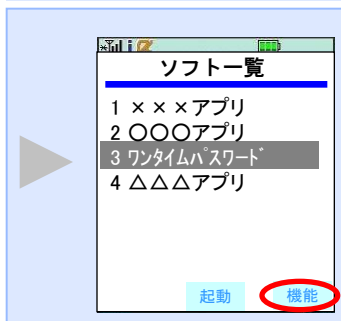 ソフト一覧
1 ×××アプリ
2 〇〇〇アプリ
3 ワンタイムパスワード
4 △△△アプリ
起動 機能